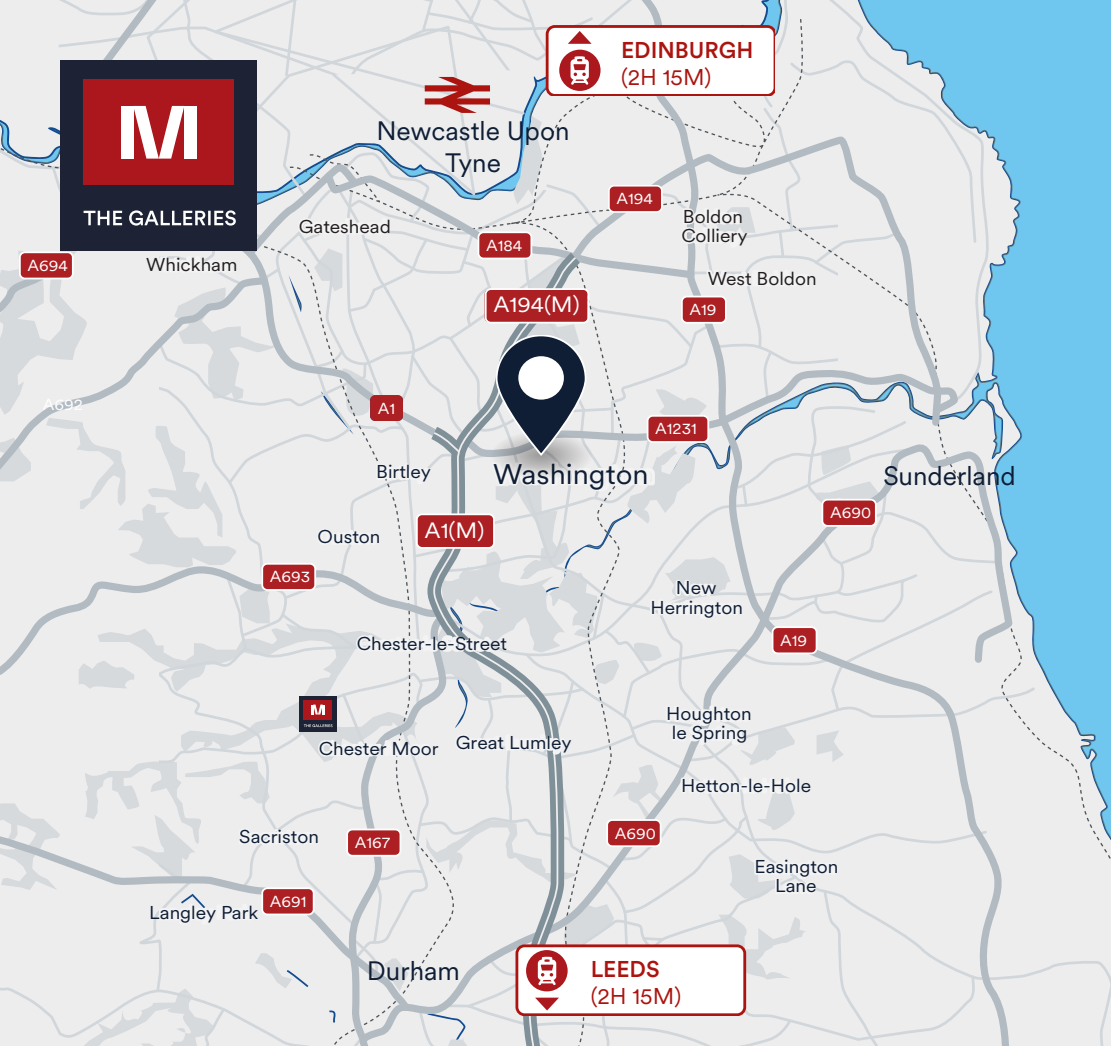 EDINBURGH
(2H 15M)
M
THE GALLERIES
Newcastle Upon
Tyne
A194
Boldon
Colliery
Gateshead
A184
A694
Whickham
West Boldon
A194(M)
A19
A692
A1
A1231
Birtley
Washington
Sunderland
A690
A1(M)
Ouston
A693
New
Herrington
Chester-le-Street
A19
M
THE GALLERIES
Houghton
le Spring
Chester Moor
Great Lumley
Hetton-le-Hole
Sacriston
A167
A690
Easington
Lane
A691
Langley Park
Durham
LEEDS
(2H 15M)